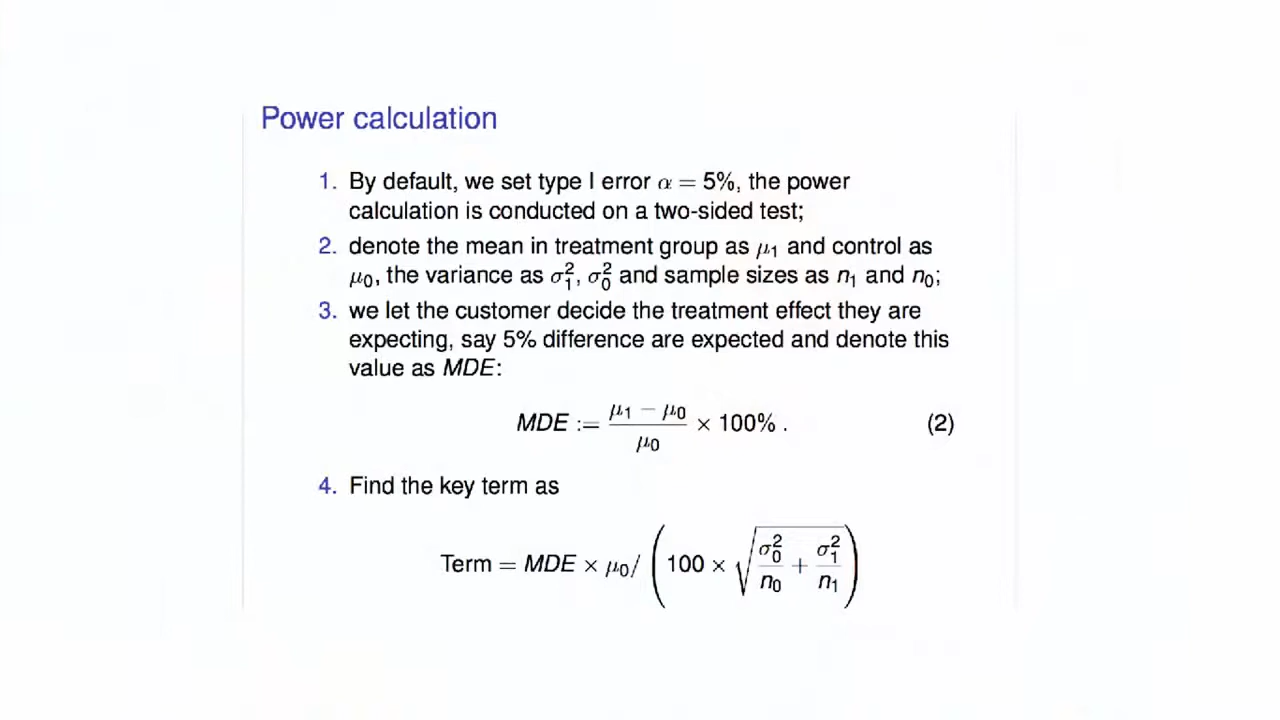 Power calculation
1. By default, we set type I error α = 5%, the power
calculation is conducted on a two-sided test;
2. denote the mean in treatment group as μ₁ and control as
μ₀, the variance as σ₁², σ₀² and sample sizes as n₁ and n₀;
3. we let the customer decide the treatment effect they are
expecting, say 5% difference are expected and denote this
value as MDE:
MDE := (μ₁ − μ₀)/μ₀ × 100% . (2)
4. Find the key term as
Term = MDE × μ₀/ (100 × √(σ₀²/n₀ + σ₁²/n₁))